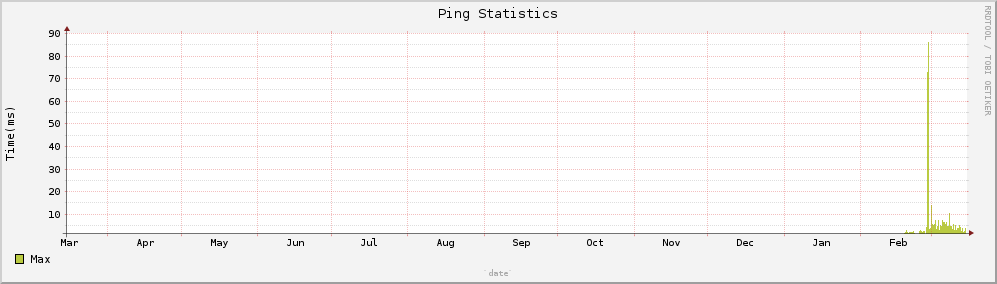 Ping Statistics
RRDTOOL / TOBI OETIKER
Time(ms)
90
80
70
60
50
40
30
20
10
Mar Apr May Jun Jul Aug Sep Oct Nov Dec Jan Feb
Max
`date`